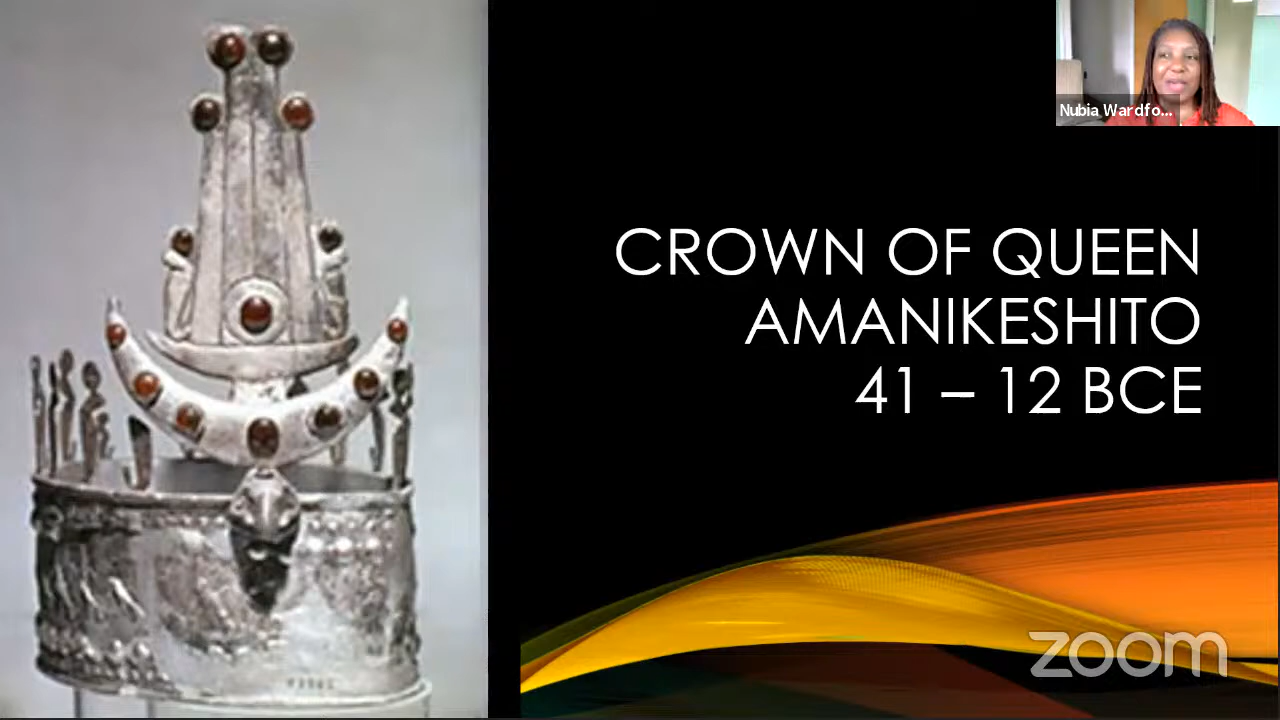 Nubia Wardfo...
CROWN OF QUEEN
AMANIKESHITO
41 – 12 BCE
zoom